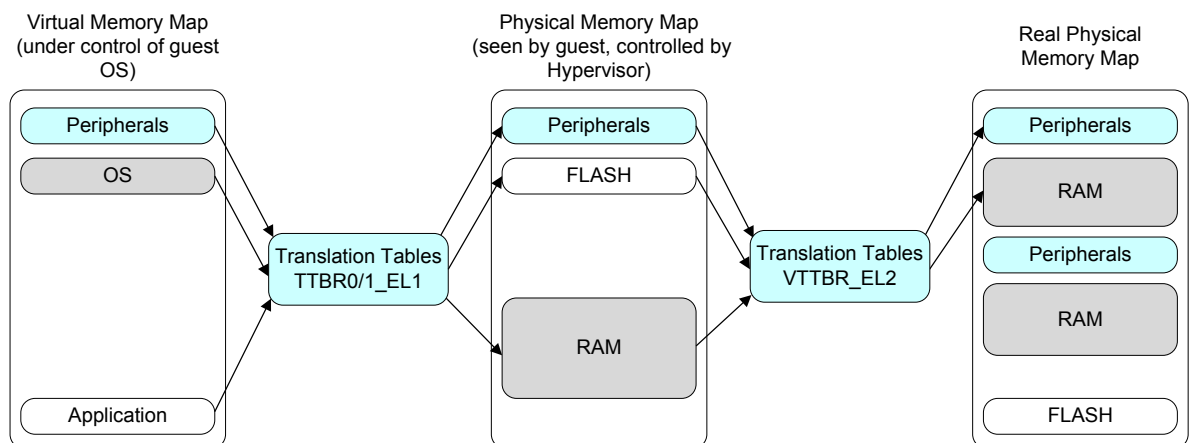 Virtual Memory Map
(under control of guest
OS)
Peripherals
OS
Application
Translation Tables
TTBR0/1_EL1
Physical Memory Map
(seen by guest, controlled by
Hypervisor)
Peripherals
FLASH
RAM
Translation Tables
VTTBR_EL2
Real Physical
Memory Map
Peripherals
RAM
Peripherals
RAM
FLASH